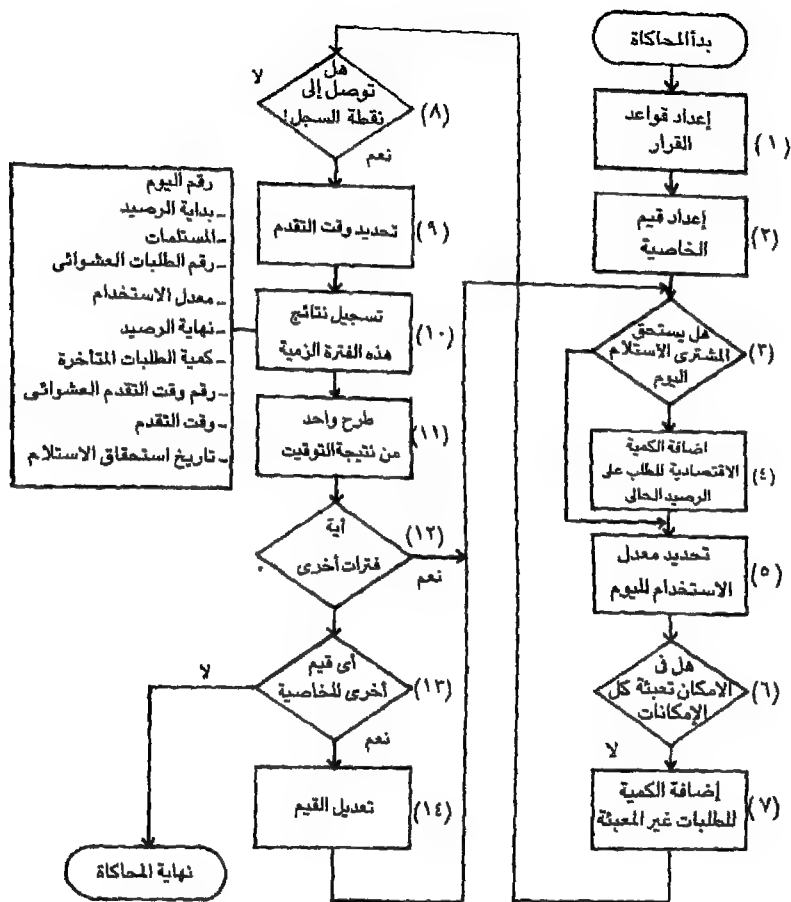 بدأ المحاكاة
(١)
إعداد قواعد
القرار
(٢)
إعداد قيم
الخاصية
(٣)
هل يستحق
المشترى الاستلام
اليوم
(٤)
اضافة الكمية
الاقتصادية للطلب على
الرصيد الحالى
(٥)
تحديد معدل
الاستخدام لليوم
(٦)
هل فى
الامكان تعبئة كل
الإمكانات
لا
(٧)
إضافة الكمية
للطلبات غير المعبئة
(٨)
هل
توصل إلى
نقطة السجل!
لا
نعم
(٩)
تحديد وقت التقدم
(١٠)
تسجيل نتائج
هذه الفترة الزمية
رقم اليوم
- بداية الرصيد
- المستلمات
- رقم الطلبات العشوائى
- معدل الاستخدام
- نهاية الرصيد
- كمية الطلبات المتأخرة
- رقم وقت التقدم العشوائى
- وقت التقدم
- تاريخ استحقاق الاستلام
(١١)
طرح واحد
من نتيجة التوقيت
(١٢)
أية
فترات أخرى
نعم
(١٣)
أى قيم
أخرى للخاصية
لا
نعم
(١٤)
تعديل القيم
نهاية المحاكاة